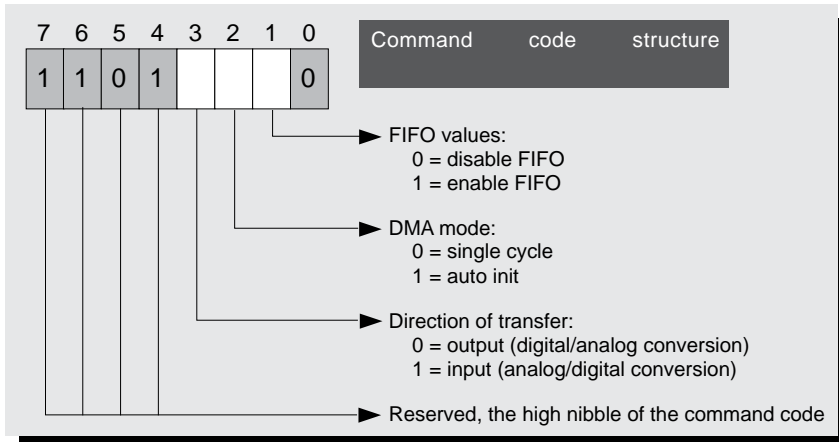 7 6 5 4 3 2 1 0
Command code structure
1 1 0 1 0
FIFO values:
0 = disable FIFO
1 = enable FIFO
DMA mode:
0 = single cycle
1 = auto init
Direction of transfer:
0 = output (digital/analog conversion)
1 = input (analog/digital conversion)
Reserved, the high nibble of the command code